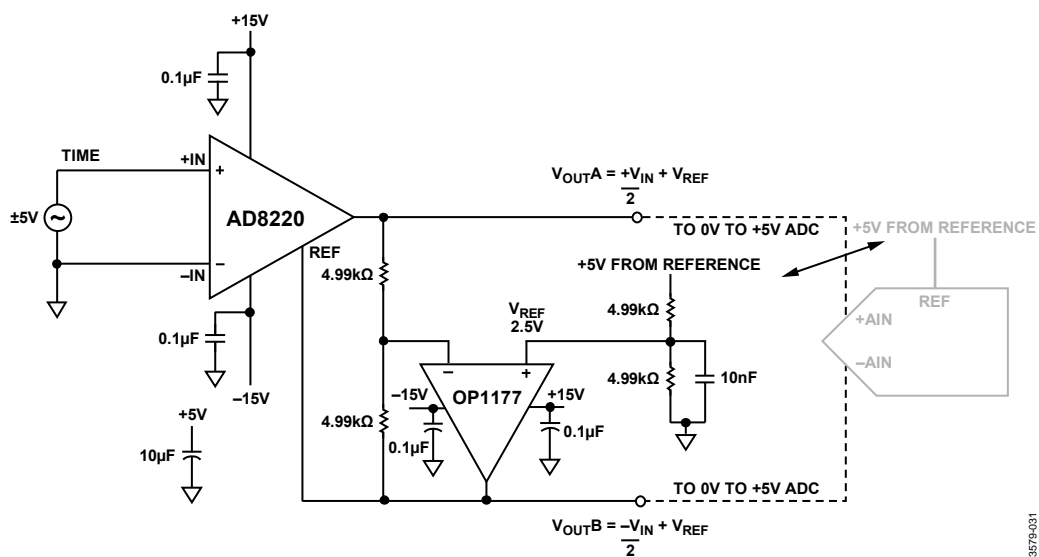 +15V
0.1µF
TIME
+IN
+
±5V
AD8220
–IN
–
REF
0.1µF
–15V
+5V
10µF
4.99kΩ
4.99kΩ
VOUTA = +VIN + VREF
2
TO 0V TO +5V ADC
+5V FROM REFERENCE
4.99kΩ
VREF
2.5V
4.99kΩ
10nF
–
+
OP1177
–15V
+15V
0.1µF
0.1µF
TO 0V TO +5V ADC
VOUTB = –VIN + VREF
2
+5V FROM REFERENCE
REF
+AIN
–AIN
3579-031